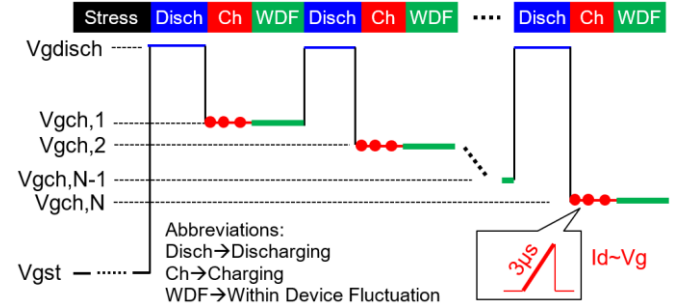 Stress Disch Ch WDF Disch Ch WDF Disch Ch WDF
Vgdisch
Vgch,1
Vgch,2
Vgch,N-1
Vgch,N
Vgst
Abbreviations:
Disch→Discharging
Ch→Charging
WDF→Within Device Fluctuation
3μs
Id~Vg